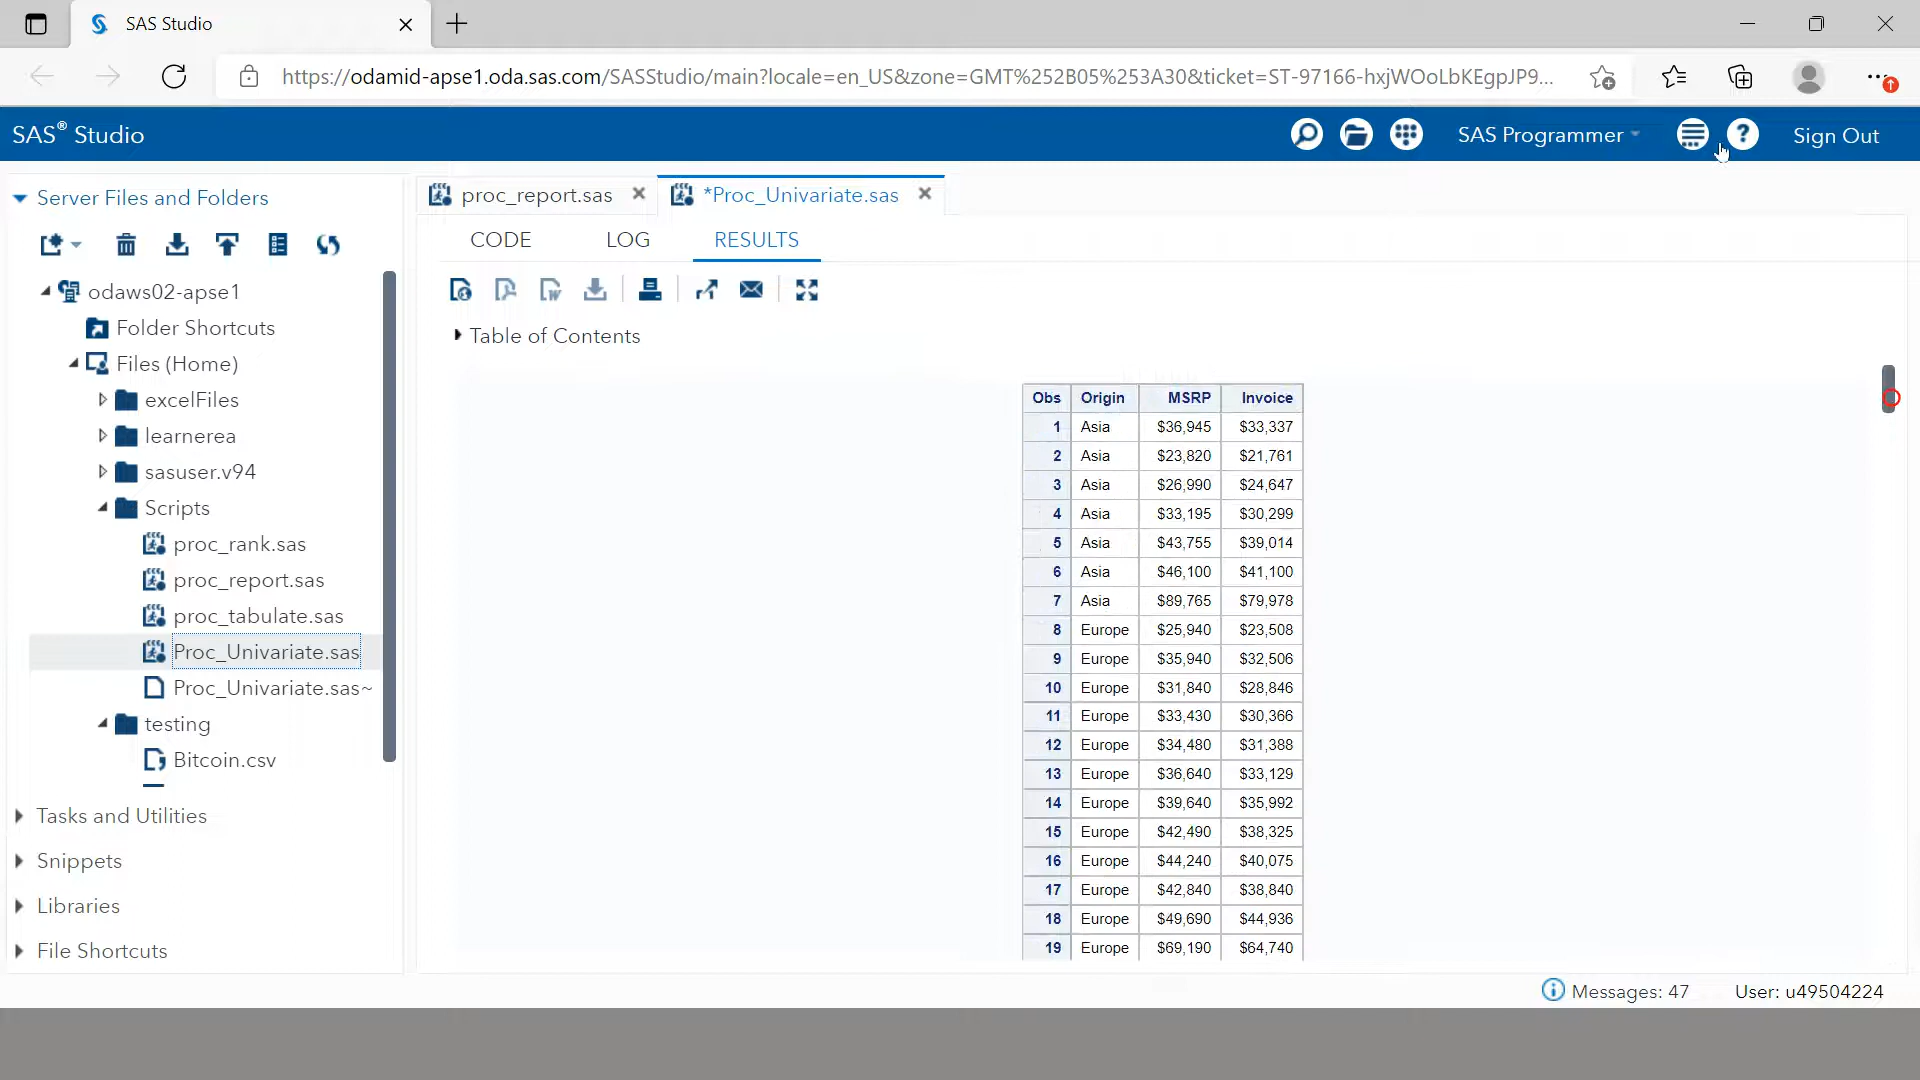 SAS Studio
https://odamid-apse1.oda.sas.com/SASStudio/main?locale=en_US&zone=GMT%252B05%253A30&ticket=ST-97166-hxjWOoLbKEgpJP9...
SAS® Studio
SAS Programmer
Sign Out
Server Files and Folders
odaws02-apse1
Folder Shortcuts
Files (Home)
excelFiles
learnerea
sasuser.v94
Scripts
proc_rank.sas
proc_report.sas
proc_tabulate.sas
Proc_Univariate.sas
Proc_Univariate.sas~
testing
Bitcoin.csv
Tasks and Utilities
Snippets
Libraries
File Shortcuts
proc_report.sas
*Proc_Univariate.sas
CODE LOG RESULTS
Table of Contents
Obs Origin MSRP Invoice
1 Asia $36,945 $33,337
2 Asia $23,820 $21,761
3 Asia $26,990 $24,647
4 Asia $33,195 $30,299
5 Asia $43,755 $39,014
6 Asia $46,100 $41,100
7 Asia $89,765 $79,978
8 Europe $25,940 $23,508
9 Europe $35,940 $32,506
10 Europe $31,840 $28,846
11 Europe $33,430 $30,366
12 Europe $34,480 $31,388
13 Europe $36,640 $33,129
14 Europe $39,640 $35,992
15 Europe $42,490 $38,325
16 Europe $44,240 $40,075
17 Europe $42,840 $38,840
18 Europe $49,690 $44,936
19 Europe $69,190 $64,740
Messages: 47
User: u49504224